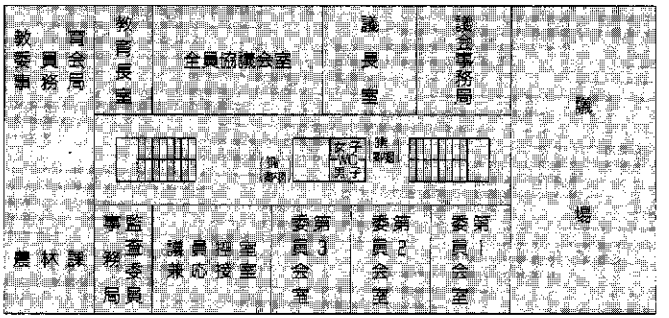 教育委員会事務局
教育長室
全員協議会室
議長室
議会事務局
議場
女子
WC
男子
農林課
監査委員事務局
議員控室兼応接室
第3委員会室
第2委員会室
第1委員会室